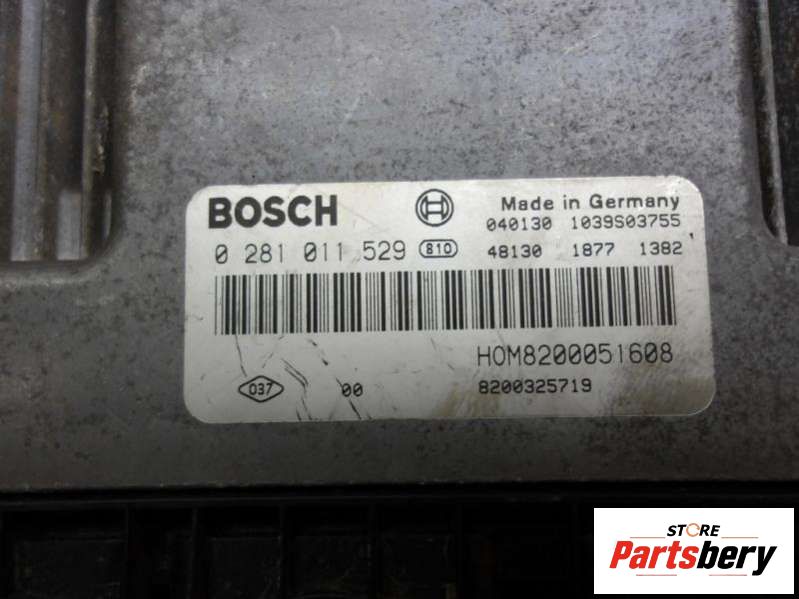 BOSCH Made in Germany
040130 1039S03755
0 281 011 529 810 48130 1877 1382
HOM8200051608
037 00 8200325719
STORE
Partsbery